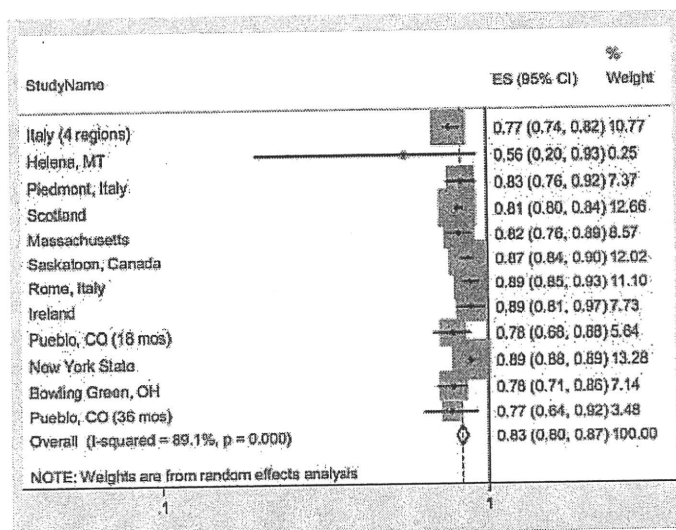 %
StudyName ES (95% CI) Weight
Italy (4 regions) 0.77 (0.74, 0.82) 10.77
Helena, MT 0.56 (0.20, 0.93) 0.25
Piedmont, Italy 0.83 (0.76, 0.92) 7.37
Scotland 0.81 (0.80, 0.84) 12.66
Massachusetts 0.82 (0.76, 0.89) 8.57
Saskatoon, Canada 0.87 (0.84, 0.90) 12.02
Rome, Italy 0.89 (0.85, 0.93) 11.10
Ireland 0.89 (0.81, 0.97) 7.73
Pueblo, CO (18 mos) 0.78 (0.68, 0.88) 5.64
New York State 0.89 (0.88, 0.89) 13.28
Bowling Green, OH 0.78 (0.71, 0.86) 7.14
Pueblo, CO (36 mos) 0.77 (0.64, 0.92) 3.48
Overall (I-squared = 89.1%, p = 0.000) 0.83 (0.80, 0.87) 100.00
NOTE: Weights are from random effects analysis
.1 1